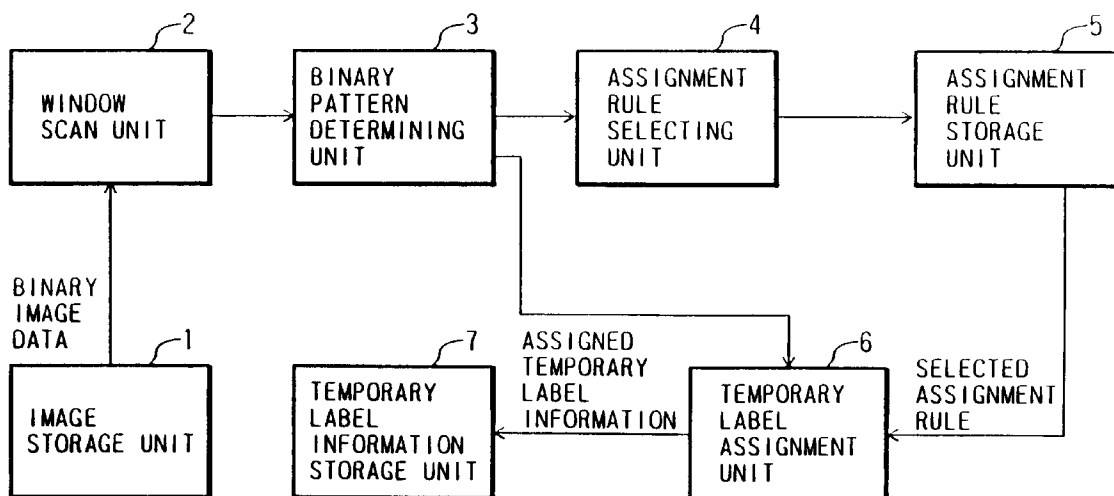 2
3
4
5
WINDOW
SCAN UNIT
BINARY
PATTERN
DETERMINING
UNIT
ASSIGNMENT
RULE
SELECTING
UNIT
ASSIGNMENT
RULE
STORAGE
UNIT
BINARY
IMAGE
DATA
1
7
ASSIGNED
TEMPORARY
LABEL
INFORMATION
6
SELECTED
ASSIGNMENT
RULE
IMAGE
STORAGE UNIT
TEMPORARY
LABEL
INFORMATION
STORAGE UNIT
TEMPORARY
LABEL
ASSIGNMENT
UNIT